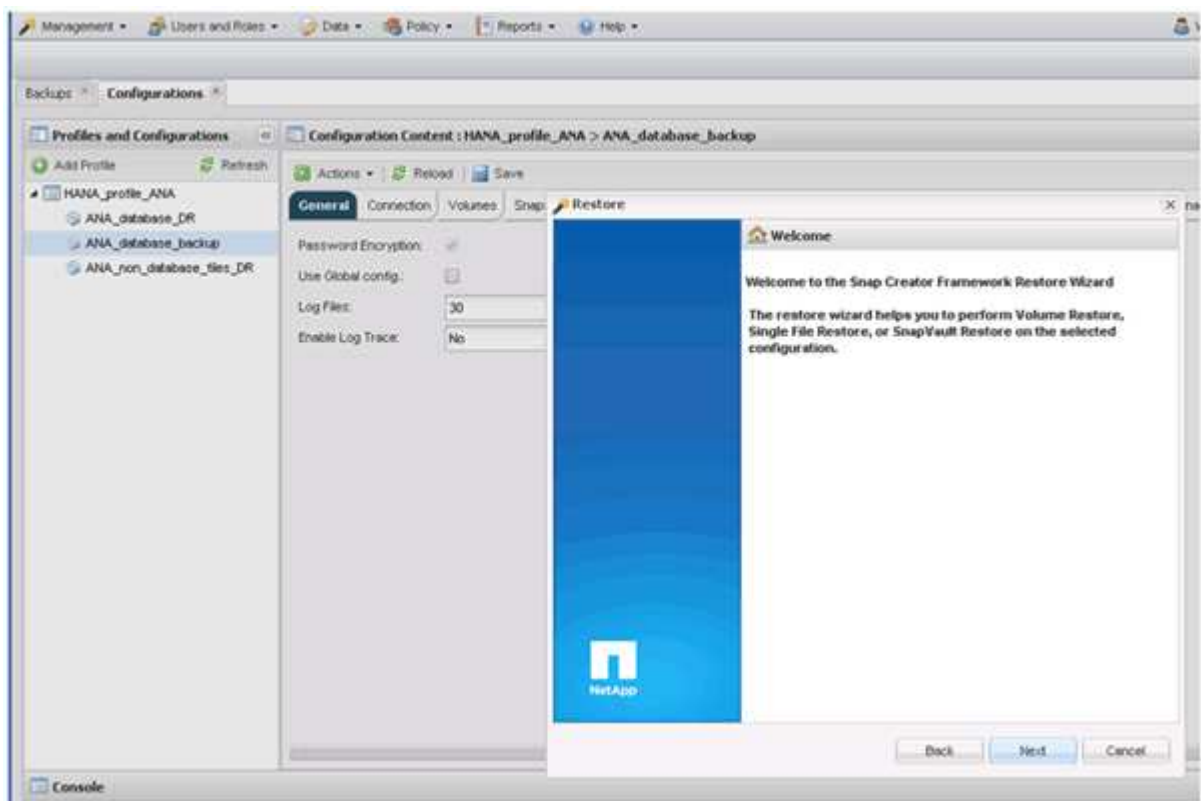 Management Users and Roles Data Policy Reports Help
Backups Configurations
Profiles and Configurations
Add Profile Refresh
HANA_profile_ANA
ANA_database_DR
ANA_database_backup
ANA_non_database_files_DR
Configuration Content : HANA_profile_ANA > ANA_database_backup
Actions Reload Save
General Connection Volumes Snap
Password Encryption:
Use Global config.:
Log Files: 30
Enable Log Trace: No
Restore
Welcome
Welcome to the Snap Creator Framework Restore Wizard
The restore wizard helps you to perform Volume Restore,
Single File Restore, or SnapVault Restore on the selected
configuration.
NetApp
Back Next Cancel
Console